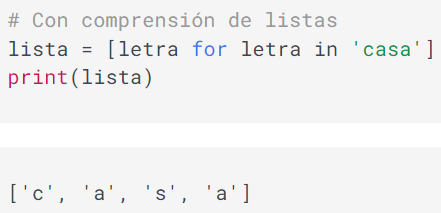 # Con comprensión de listas
lista = [letra for letra in 'casa']
print(lista)
['c', 'a', 's', 'a']